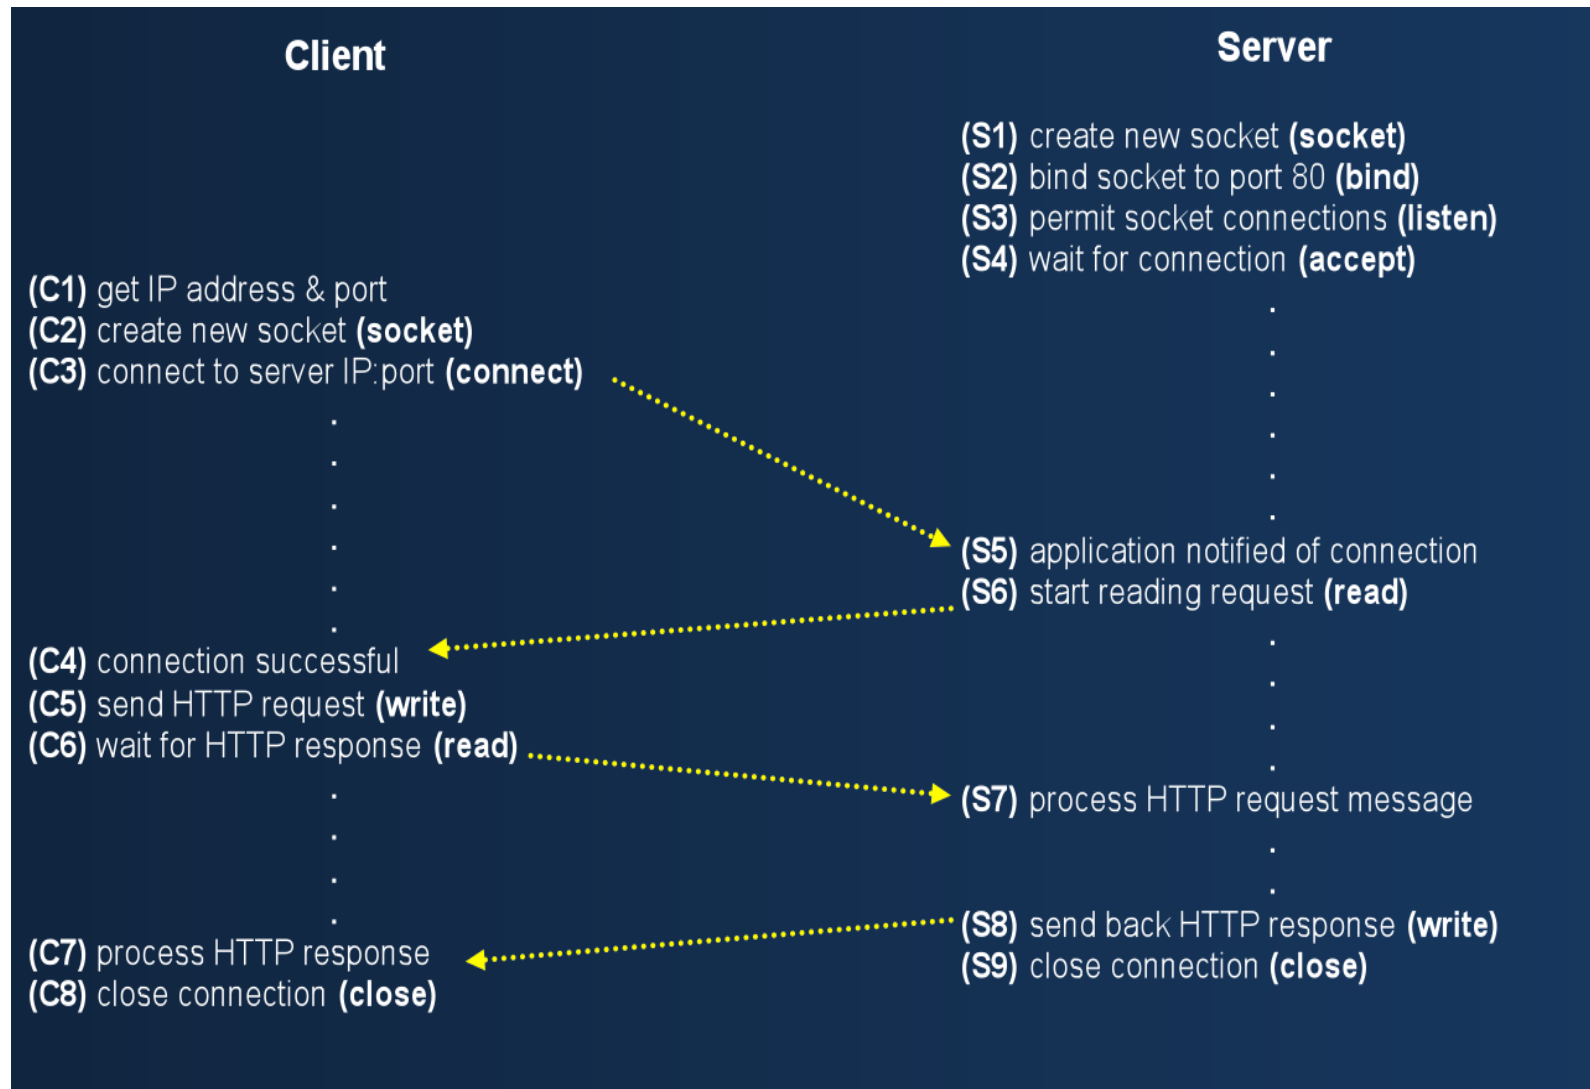 Client
Server
(S1) create new socket (socket)
(S2) bind socket to port 80 (bind)
(S3) permit socket connections (listen)
(S4) wait for connection (accept)
(C1) get IP address & port
(C2) create new socket (socket)
(C3) connect to server IP:port (connect)
(S5) application notified of connection
(S6) start reading request (read)
(C4) connection successful
(C5) send HTTP request (write)
(C6) wait for HTTP response (read)
(S7) process HTTP request message
(S8) send back HTTP response (write)
(S9) close connection (close)
(C7) process HTTP response
(C8) close connection (close)